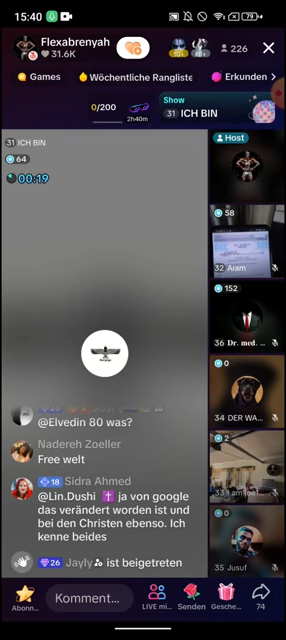 15:40
79
Flexabrenyah
31.6K
226
Games
Wöchentliche Rangliste
Erkunden
0/200
2h40m
Show
31 ICH BIN
31 ICH BIN
64
00:19
Host
58
32 Aram
152
36 Dr. med. ...
0
34 DER WA...
2
0
35 Jusuf
@Elvedin 80 was?
Nadereh Zoeller
Free welt
18 Sidra Ahmed
@Lin.Dushi ✝️ ja von google
das verändert worden ist und
bei den Christen ebenso. Ich
kenne beides
26 Jayly ist beigetreten
Abonn...
Kommentar...
LIVE mi...
Senden
Gesche...
74